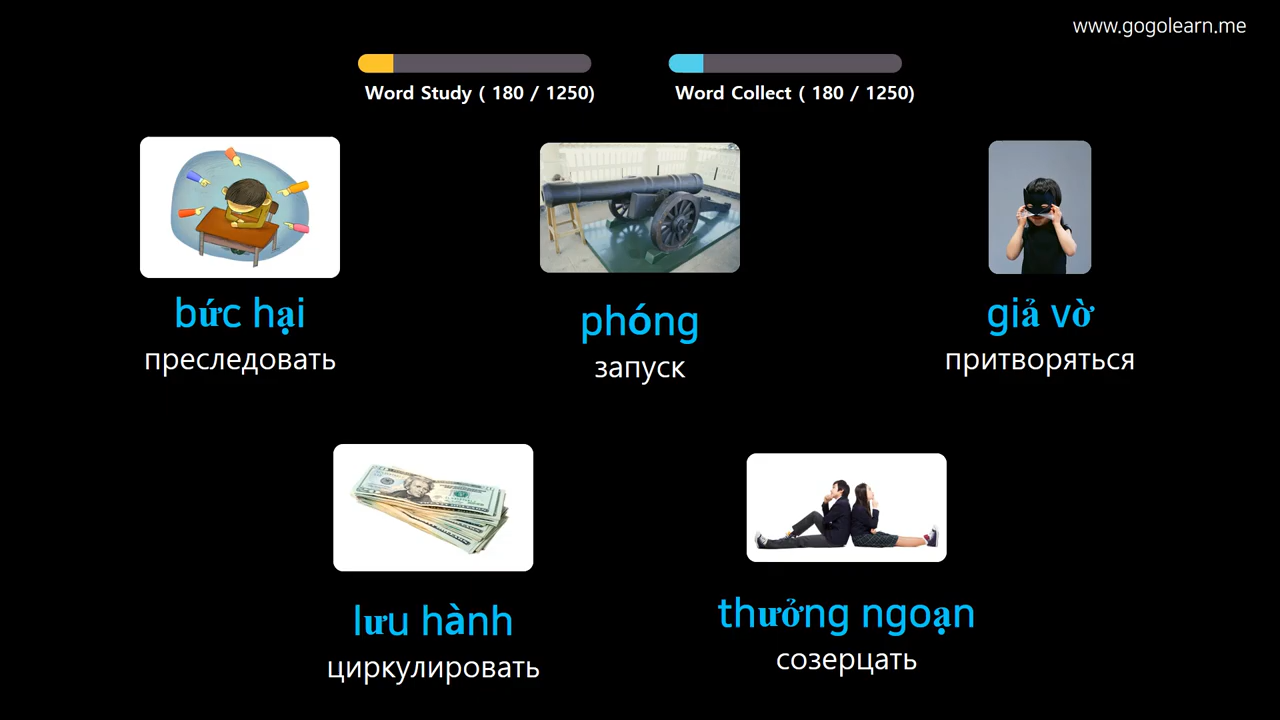 www.gogolearn.me
Word Study ( 180 / 1250)
Word Collect ( 180 / 1250)
bức hại
преследовать
phóng
запуск
giả vờ
притворяться
lưu hành
циркулировать
thưởng ngoạn
созерцать